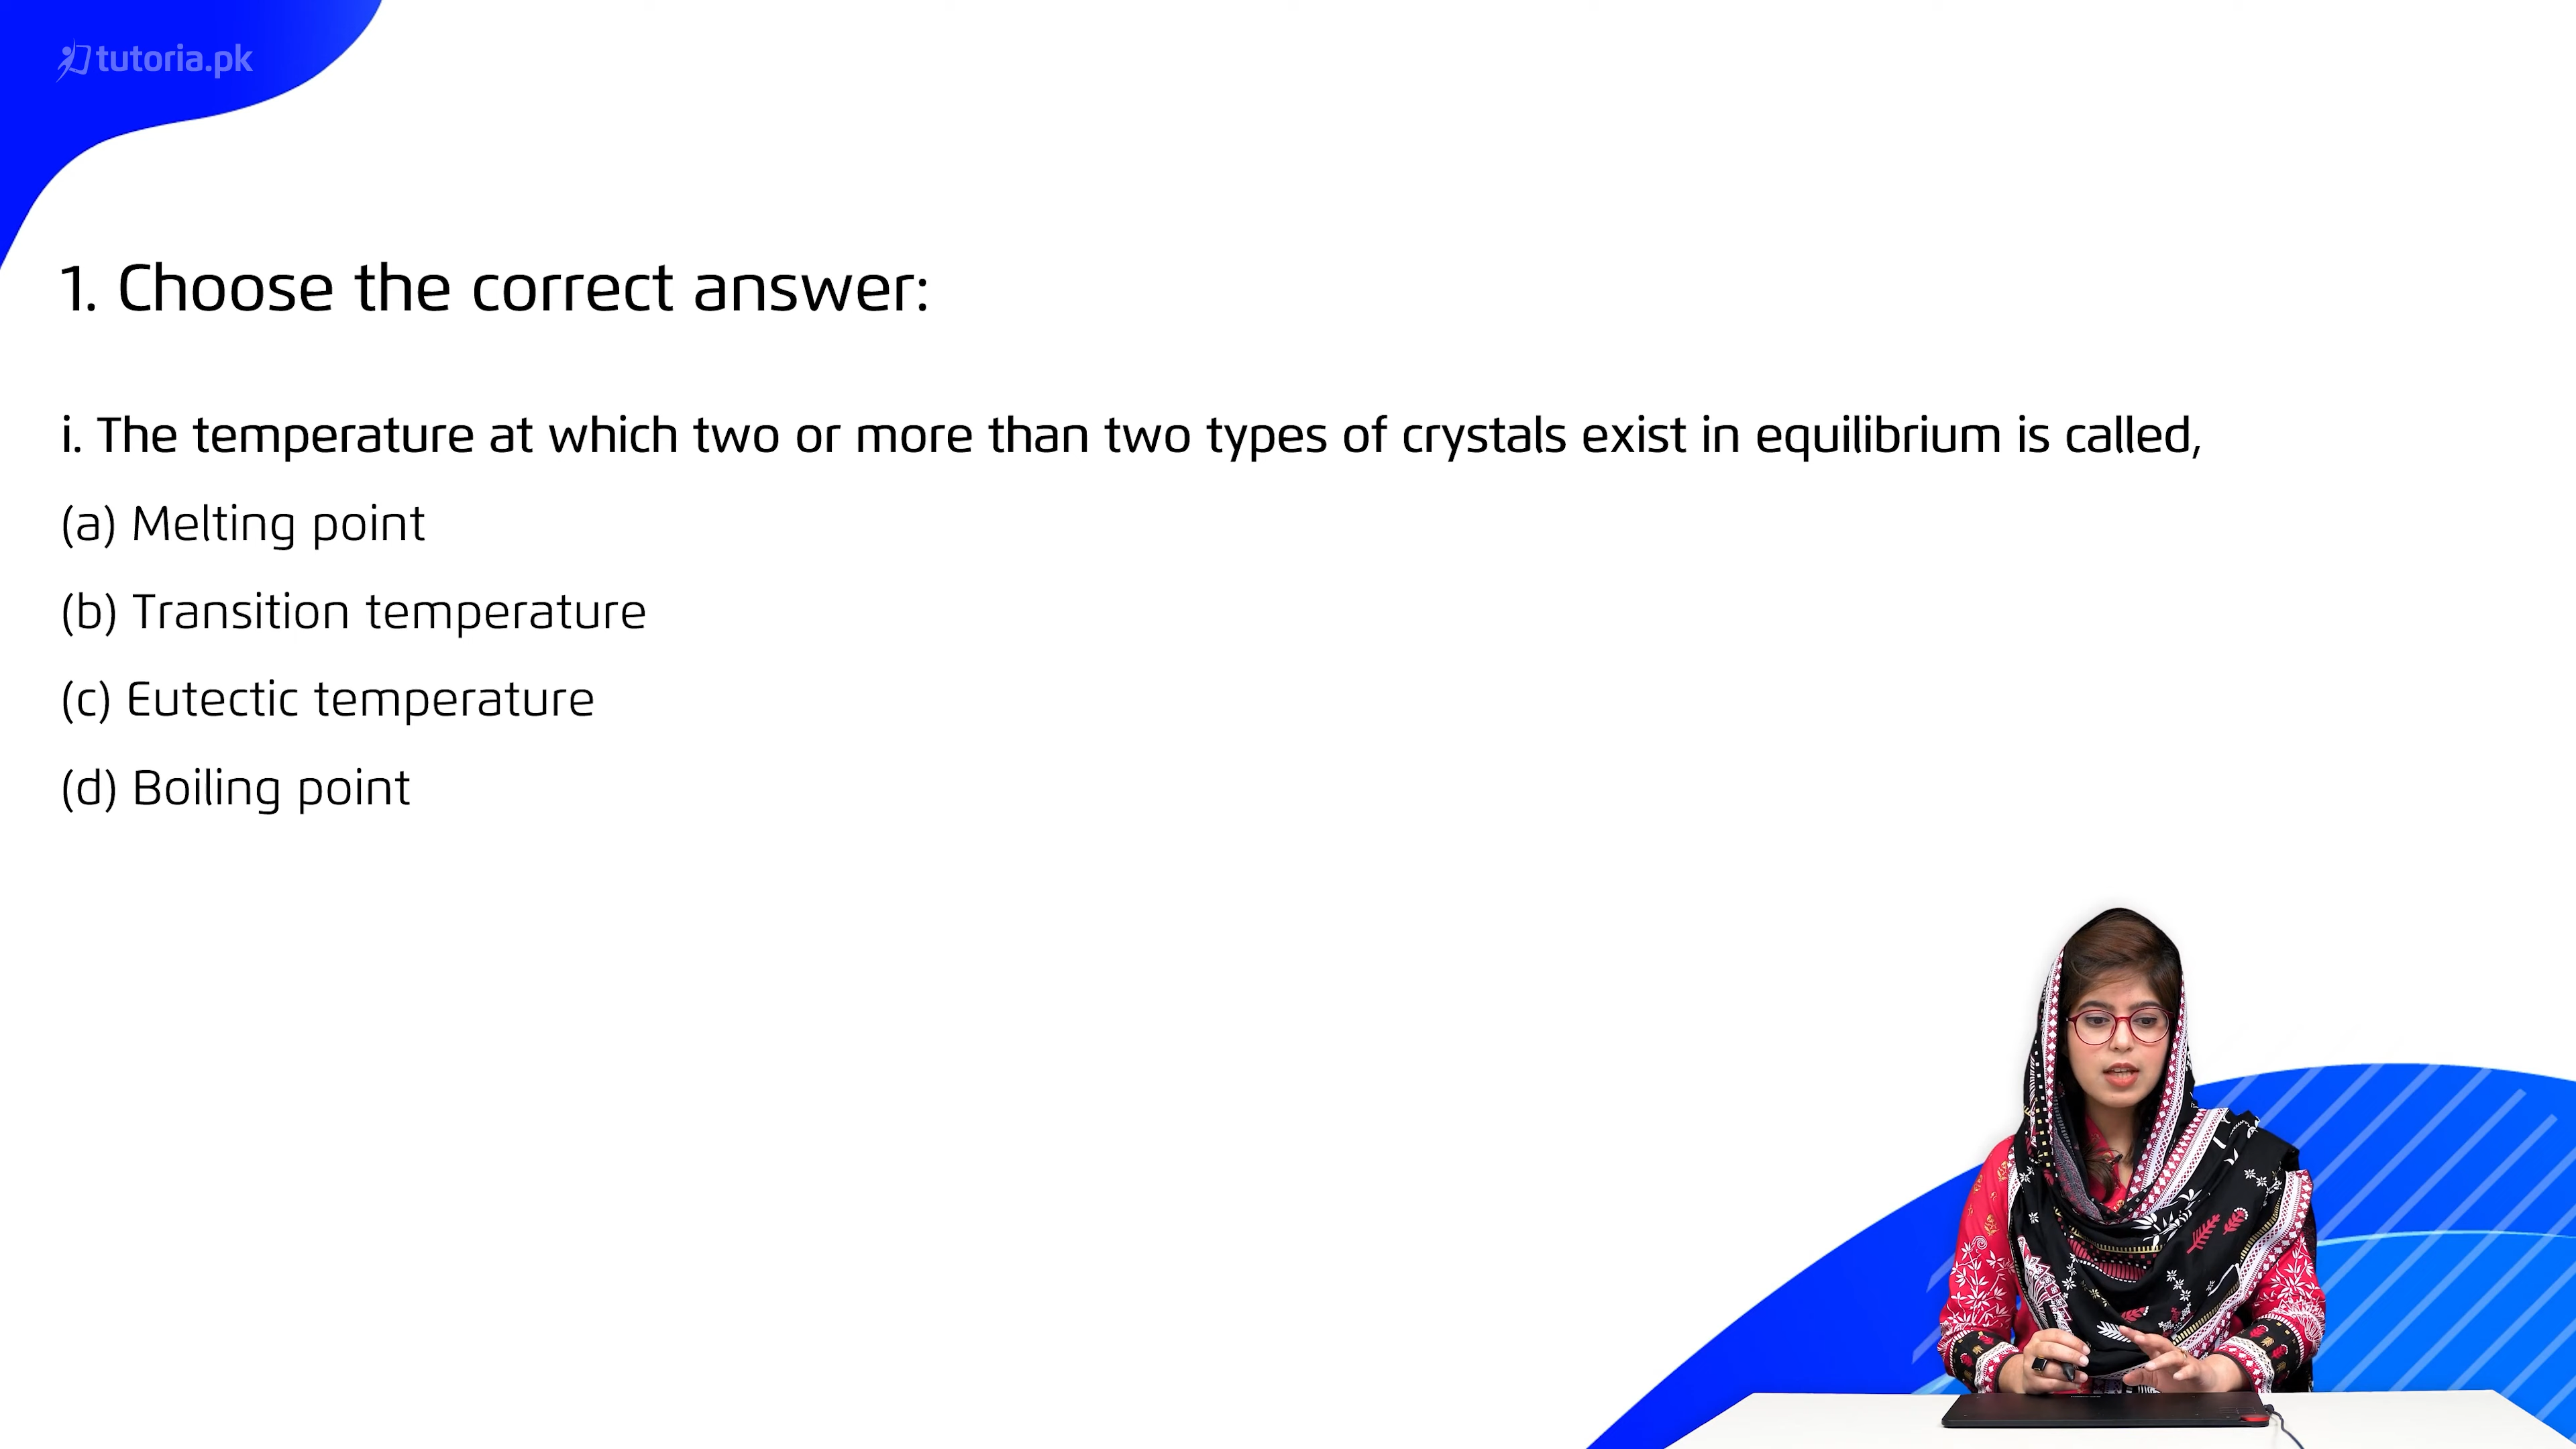 tutoria.pk
1. Choose the correct answer:
i. The temperature at which two or more than two types of crystals exist in equilibrium is called,
(a) Melting point
(b) Transition temperature
(c) Eutectic temperature
(d) Boiling point